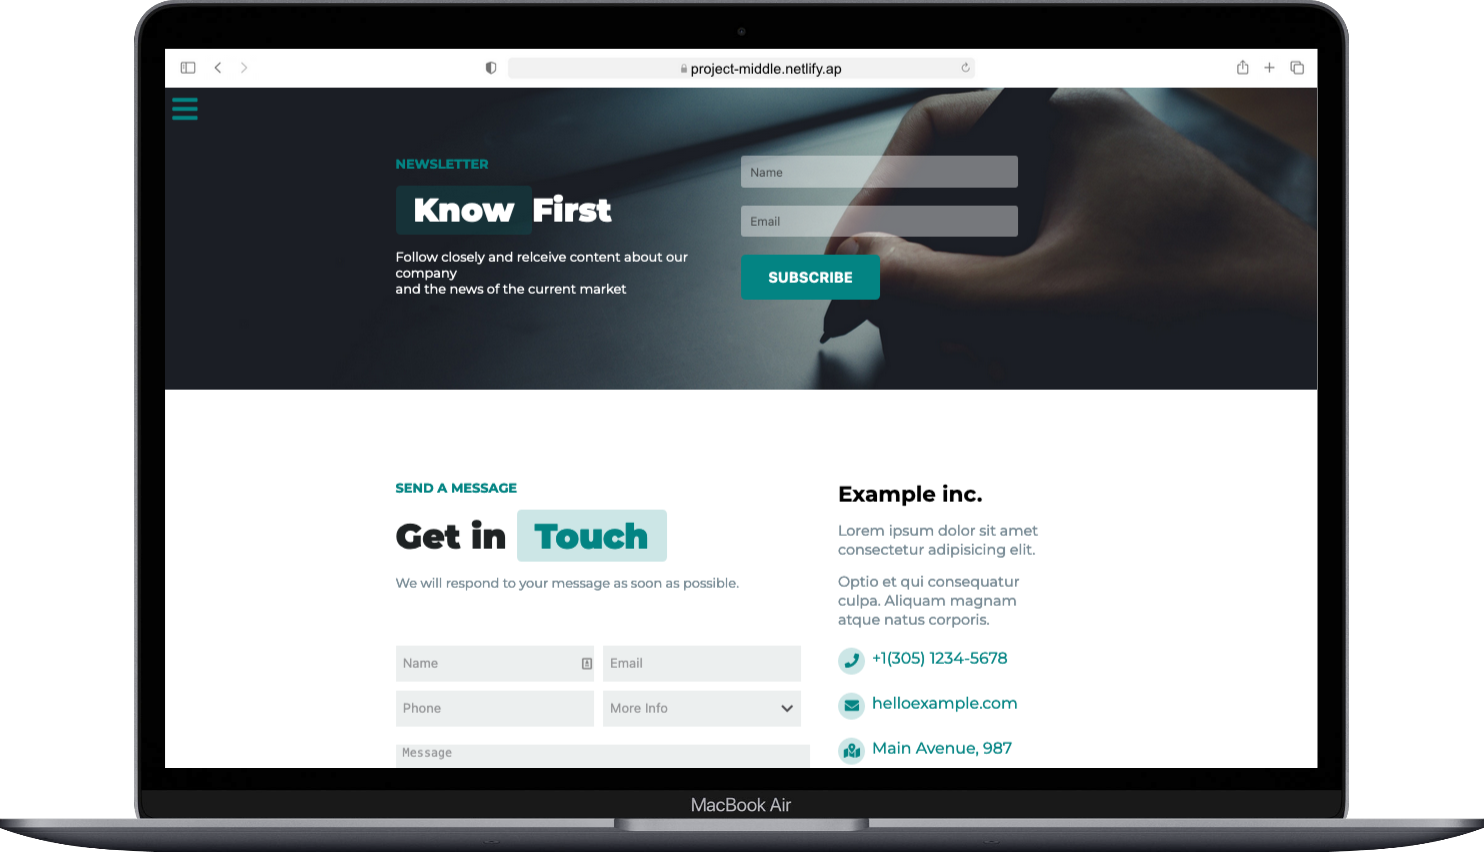 project-middle.netlify.ap
NEWSLETTER
Know First
Follow closely and relceive content about our
company
and the news of the current market
Name
Email
SUBSCRIBE
SEND A MESSAGE
Get in Touch
We will respond to your message as soon as possible.
Name
Email
Phone
More Info
Message
Example inc.
Lorem ipsum dolor sit amet
consectetur adipisicing elit.
Optio et qui consequatur
culpa. Aliquam magnam
atque natus corporis.
+1(305) 1234-5678
helloexample.com
Main Avenue, 987
MacBook Air